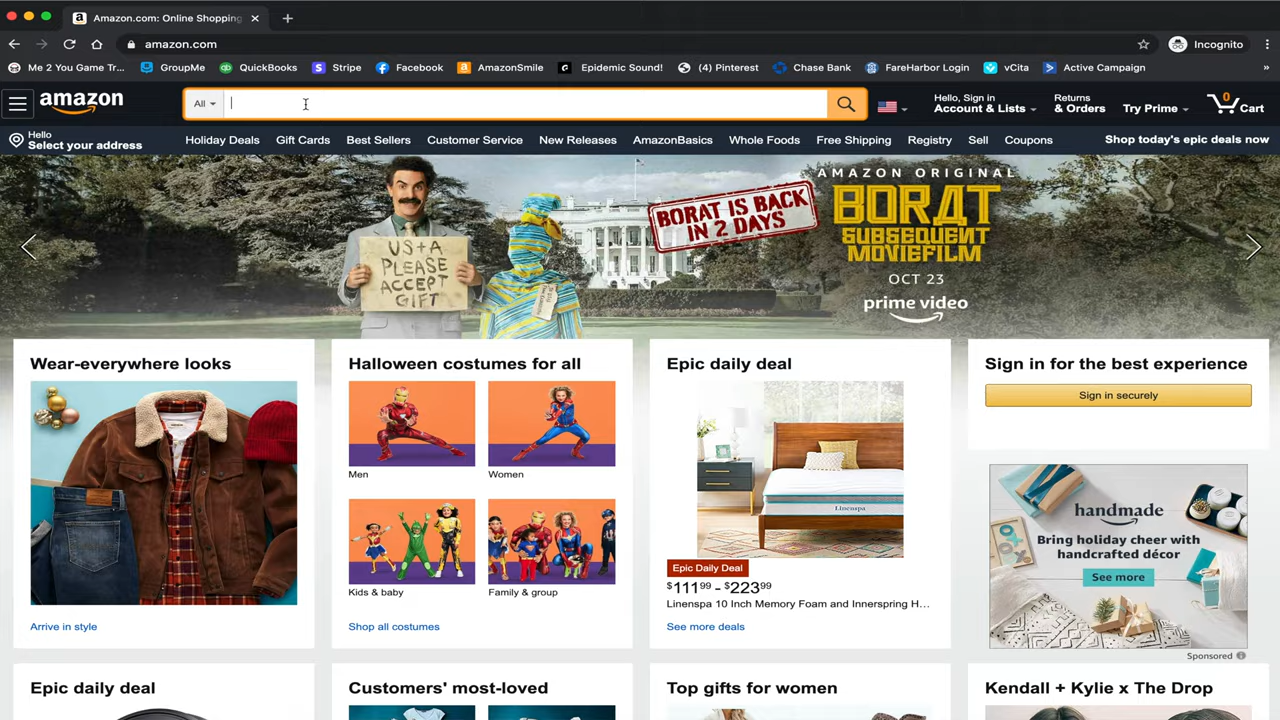 Amazon.com: Online Shopping
amazon.com
Incognito
Me 2 You Game Tr...
GroupMe
QuickBooks
Stripe
Facebook
AmazonSmile
Epidemic Sound!
(4) Pinterest
Chase Bank
FareHarbor Login
vCita
Active Campaign
»
amazon
All
Hello, Sign in
Account & Lists
Returns
& Orders
Try Prime
0
Cart
Hello
Select your address
Holiday Deals
Gift Cards
Best Sellers
Customer Service
New Releases
AmazonBasics
Whole Foods
Free Shipping
Registry
Sell
Coupons
Shop today's epic deals now
US+A
PLEASE
ACCEPT
GIFT
BORAT IS BACK
IN 2 DAYS
AMAZON ORIGINAL
BORAT
SUBSEQUENT
MOVIEFILM
OCT 23
prime video
Wear-everywhere looks
Arrive in style
Halloween costumes for all
Men
Women
Kids & baby
Family & group
Shop all costumes
Epic daily deal
Linenspa
Epic Daily Deal
$111.99 - $223.99
Linenspa 10 Inch Memory Foam and Innerspring H...
See more deals
Sign in for the best experience
Sign in securely
handmade
Bring holiday cheer with
handcrafted décor
See more
Sponsored
Epic daily deal
Customers' most-loved
Top gifts for women
Kendall + Kylie x The Drop